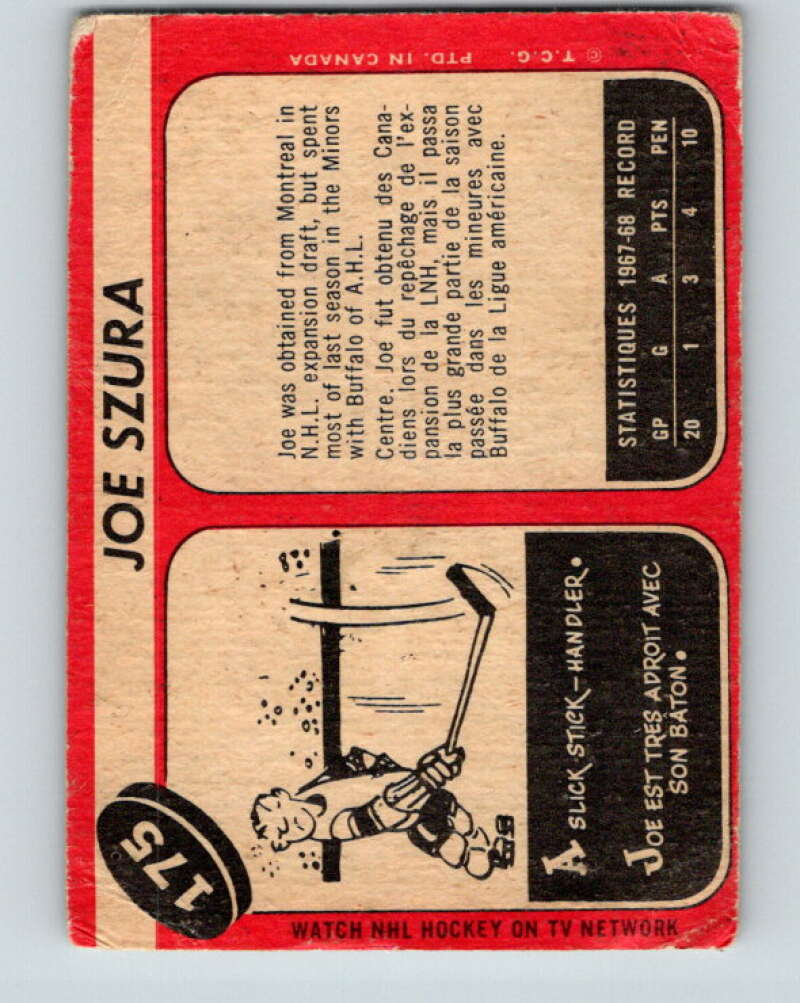 175
JOE SZURA
WATCH NHL HOCKEY ON TV NETWORK
A SLICK STICK-HANDLER.
JOE EST TRÈS ADROIT AVEC
SON BÂTON.
Joe was obtained from Montreal in
N.H.L. expansion draft, but spent
most of last season in the Minors
with Buffalo of A.H.L.
Centre. Joe fut obtenu des Cana-
diens lors du repêchage de l'ex-
pansion de la LNH, mais il passa
la plus grande partie de la saison
passée dans les mineures avec
Buffalo de la Ligue américaine.
STATISTIQUES 1967-68 RECORD
GP G A PTS PEN
20 1 3 4 10
© T.C.G. PTD. IN CANADA